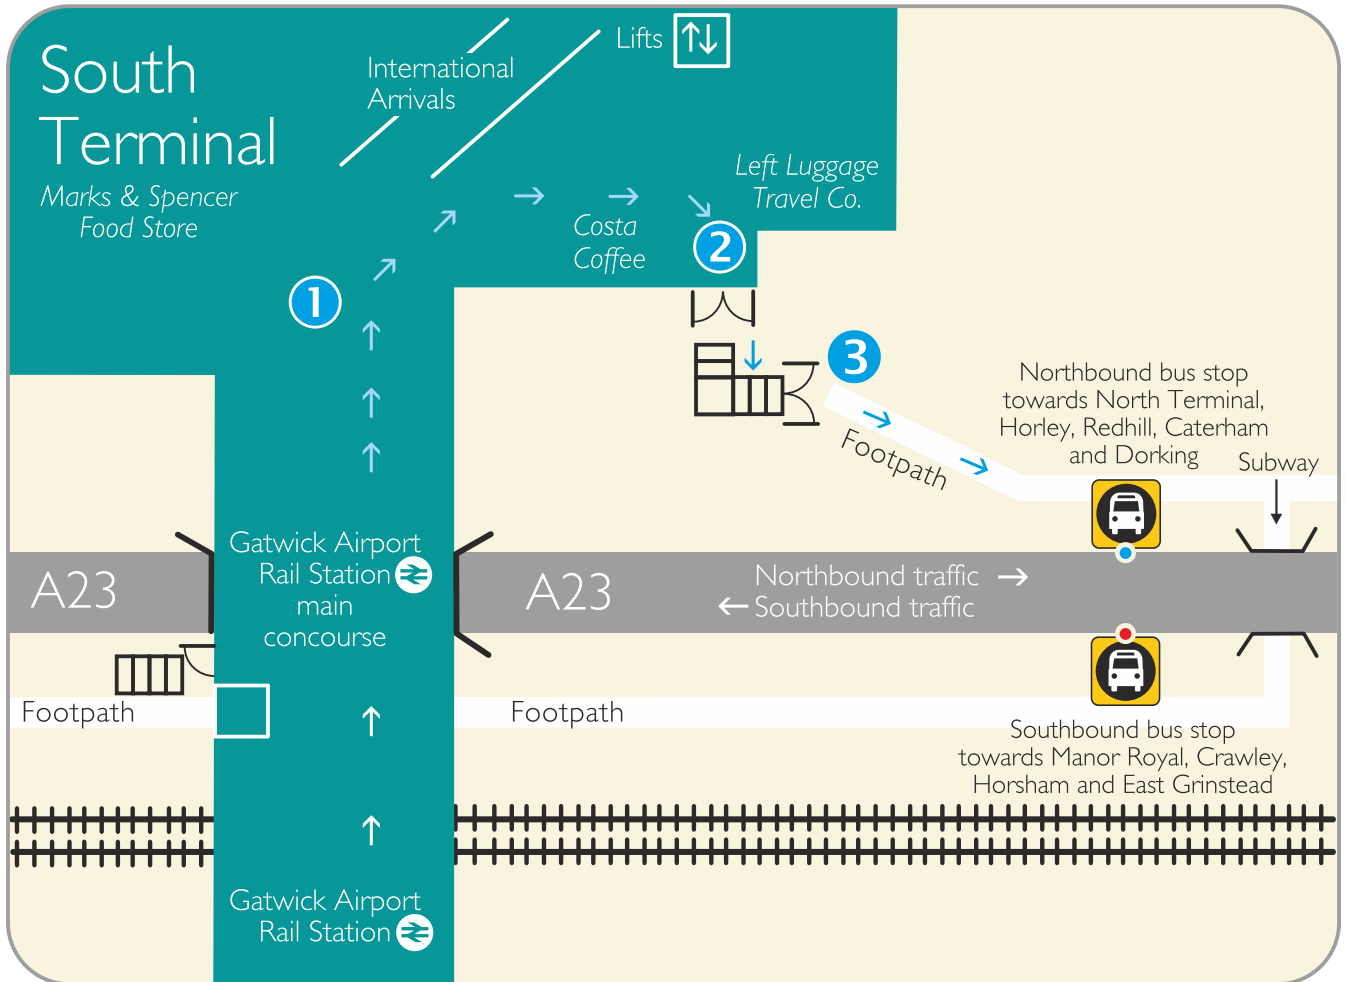 South
Terminal
Marks & Spencer
Food Store
International
Arrivals
Lifts
Left Luggage
Travel Co.
Costa
Coffee
1
2
3
Footpath
Northbound bus stop
towards North Terminal,
Horley, Redhill, Caterham
and Dorking
Subway
Gatwick Airport
Rail Station
main
concourse
A23
A23
Northbound traffic
Southbound traffic
Footpath
Footpath
Southbound bus stop
towards Manor Royal, Crawley,
Horsham and East Grinstead
Gatwick Airport
Rail Station